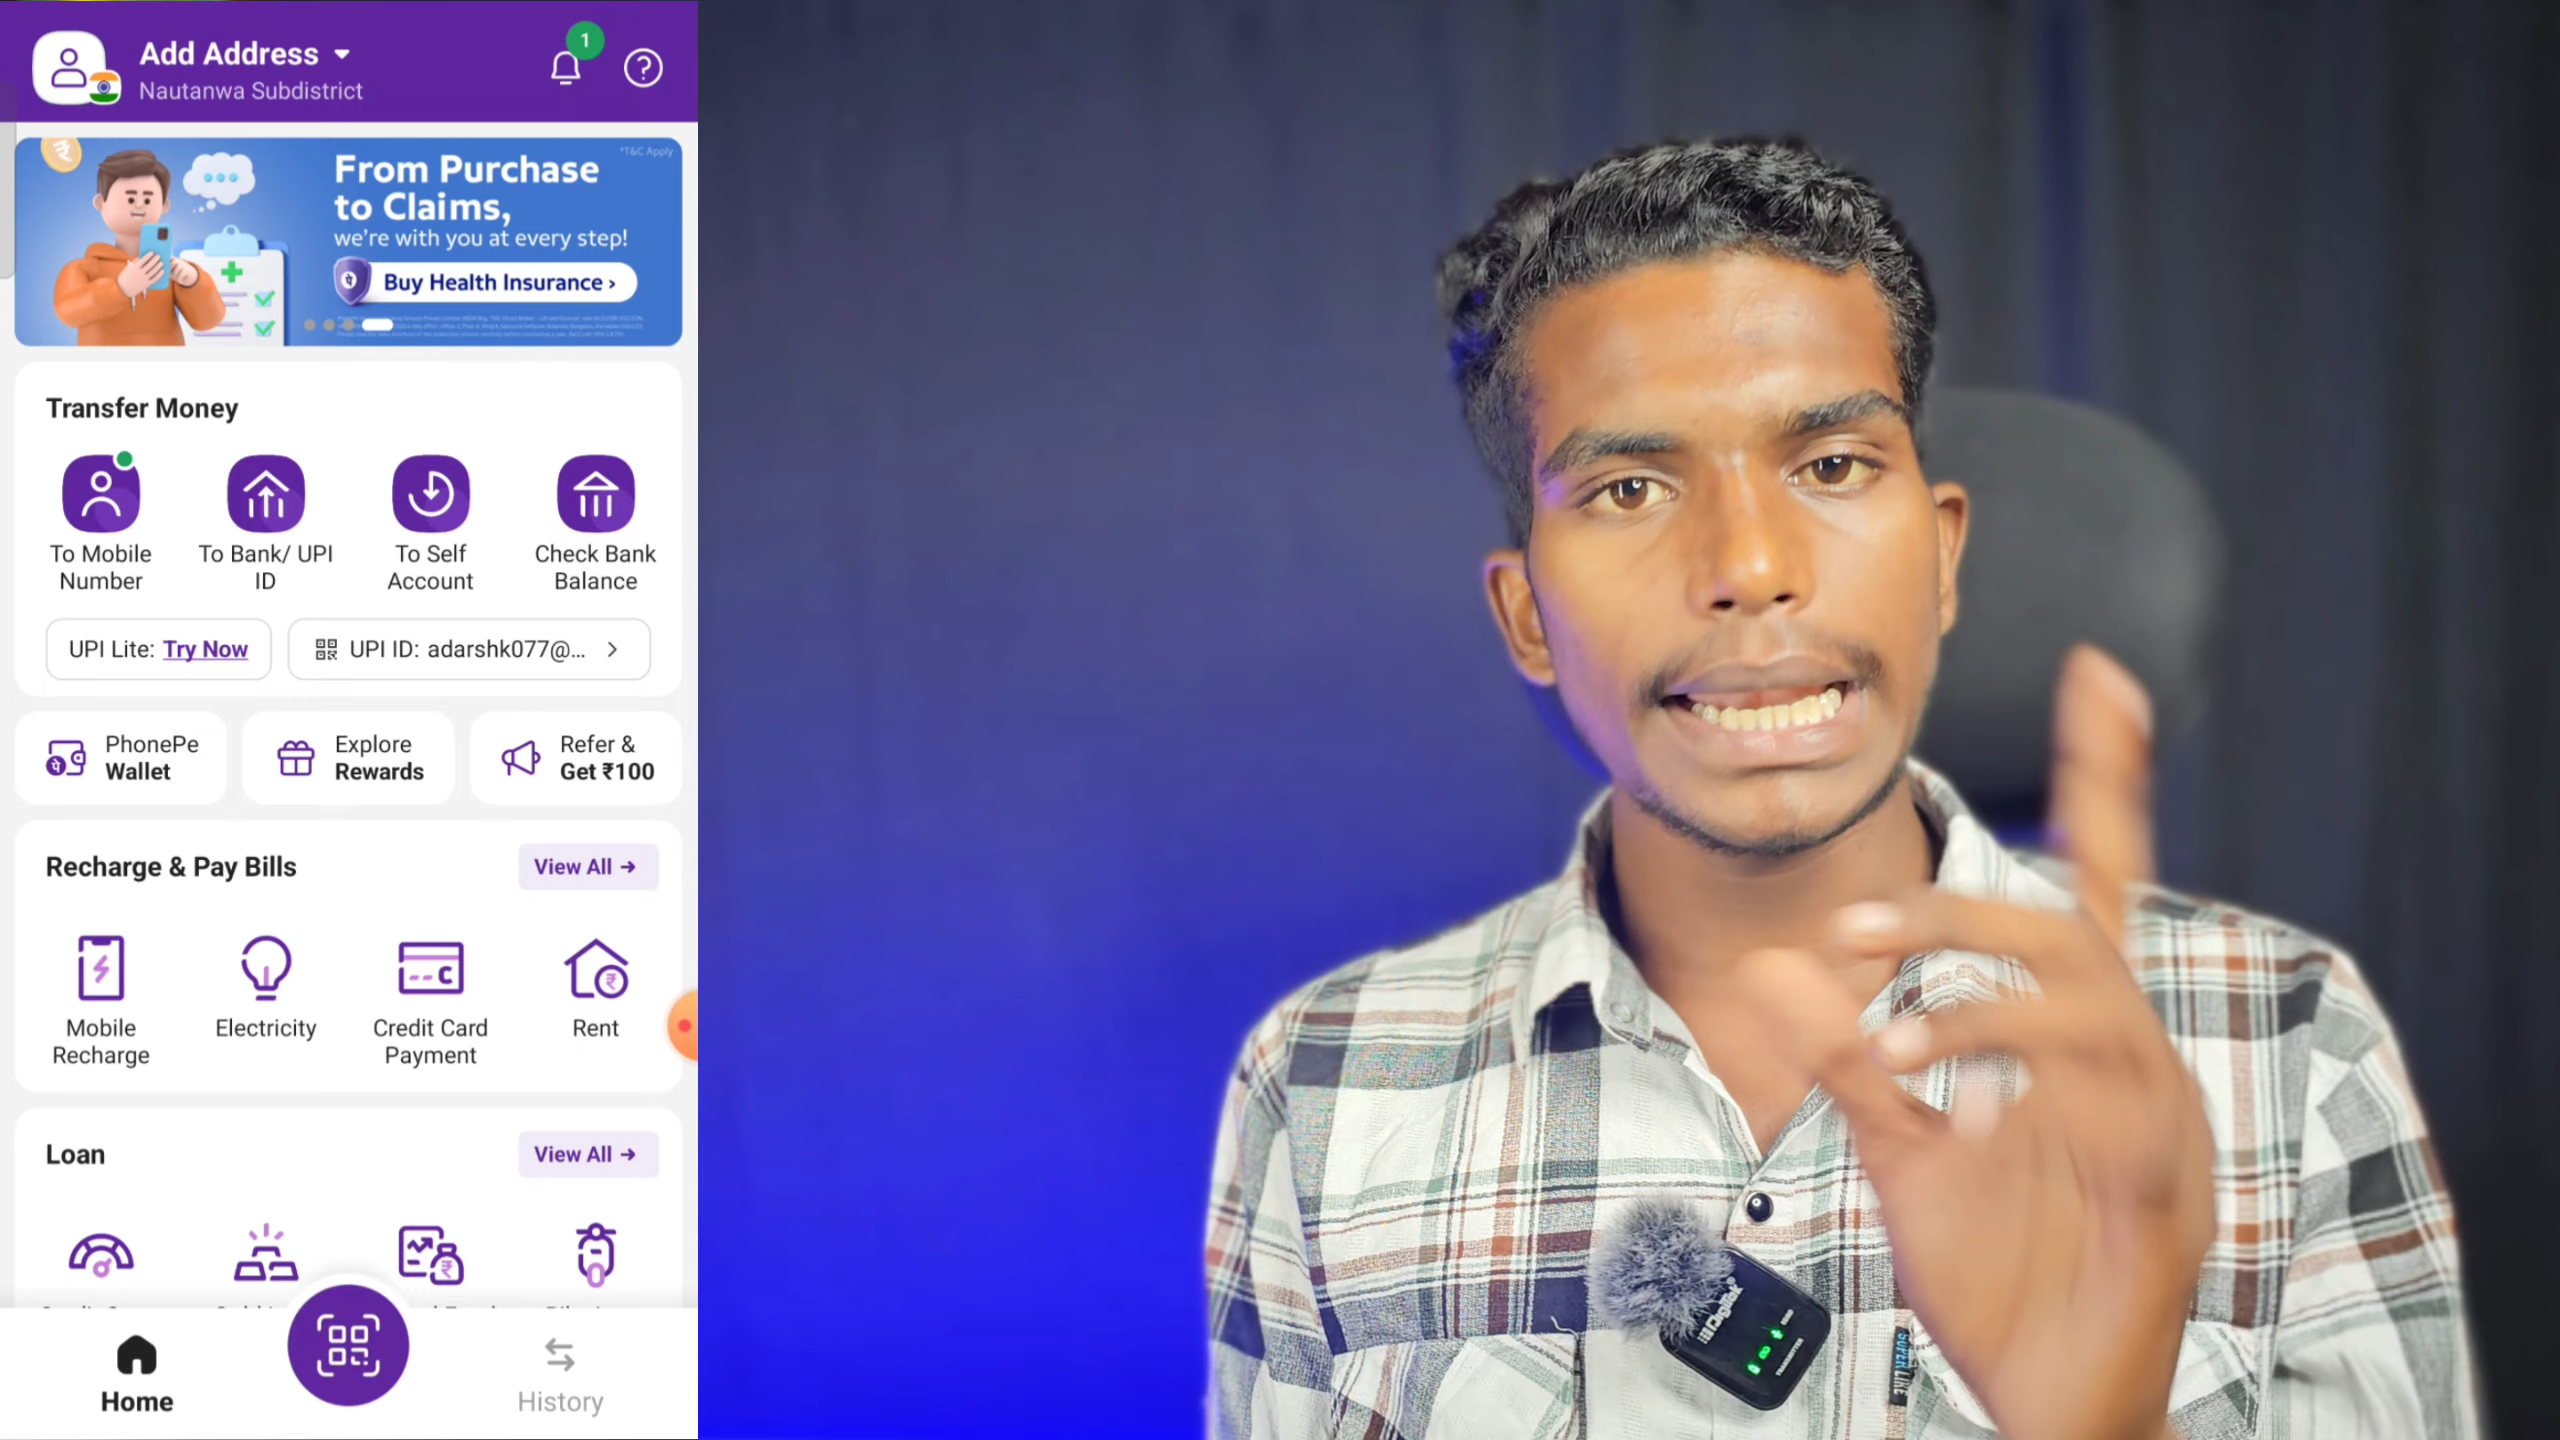 Add Address
Nautanwa Subdistrict
1
?
*T&C Apply
From Purchase
to Claims,
we're with you at every step!
Buy Health Insurance ›
Transfer Money
To Mobile
Number
To Bank/ UPI
ID
To Self
Account
Check Bank
Balance
UPI Lite: Try Now
UPI ID: adarshk077@...
PhonePe
Wallet
Explore
Rewards
Refer &
Get ₹100
Recharge & Pay Bills
View All →
Mobile
Recharge
Electricity
Credit Card
Payment
Rent
Loan
View All →
Home
History
TRANSMITTER
SUPER LIKE